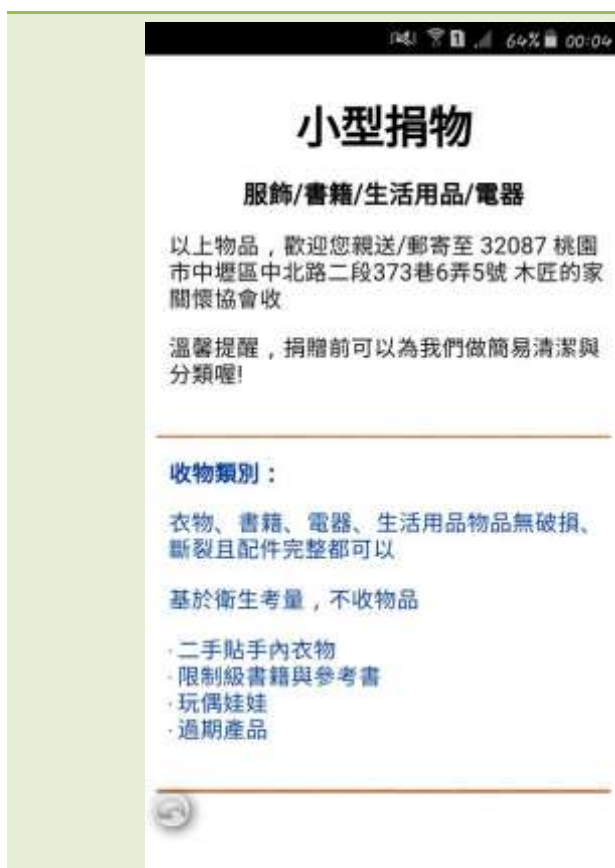 64% 00:04
小型捐物
服飾/書籍/生活用品/電器
以上物品，歡迎您親送/郵寄至 32087 桃園
市中壢區中北路二段373巷6弄5號 木匠的家
關懷協會收
溫馨提醒，捐贈前可以為我們做簡易清潔與
分類喔!
收物類別：
衣物、書籍、電器、生活用品物品無破損、
斷裂且配件完整都可以
基於衛生考量，不收物品
·二手貼手內衣物
·限制級書籍與參考書
·玩偶娃娃
·過期產品